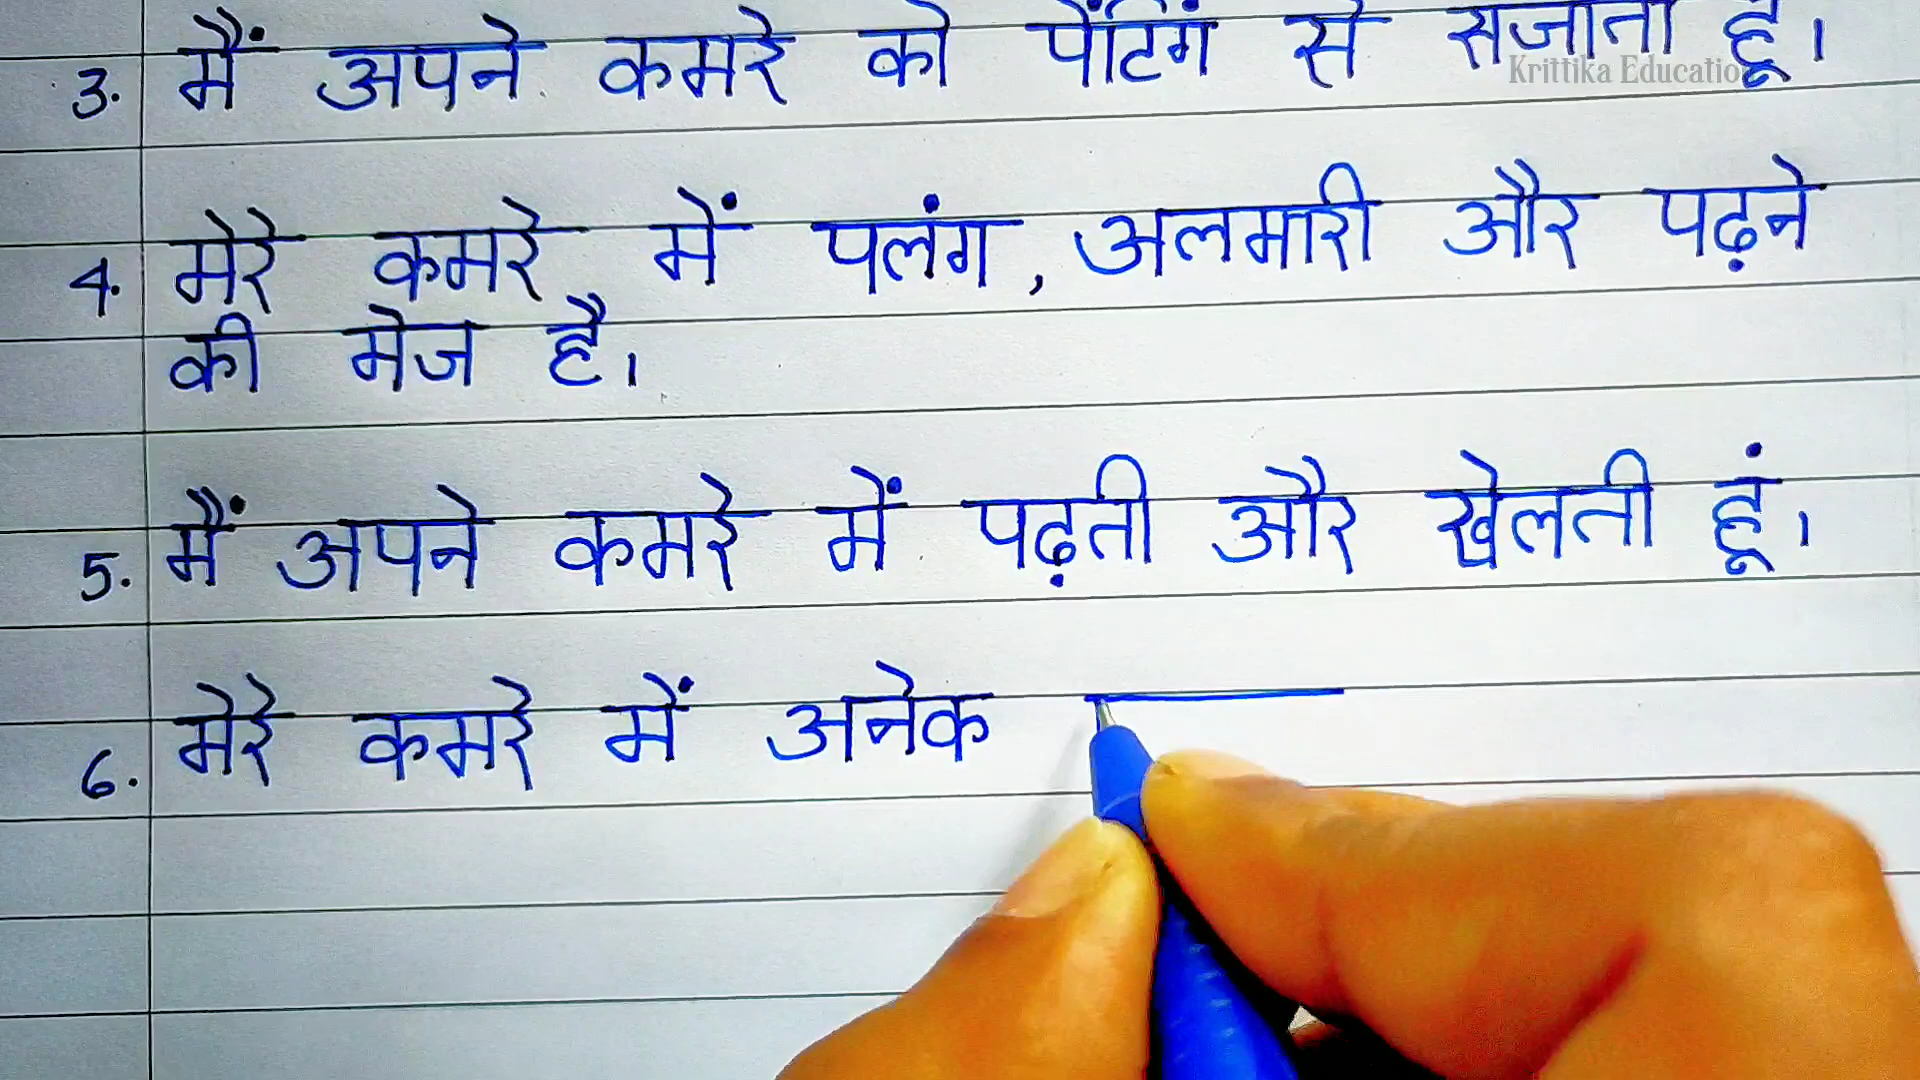 3. मैं अपने कमरे को पेंटिंग से सजाता हूं।
Krittika Education
4. मेरे कमरे में पलंग, अलमारी और पढ़ने
की मेज है।
5. मैं अपने कमरे में पढ़ती और खेलती हूं।
6. मेरे कमरे में अनेक